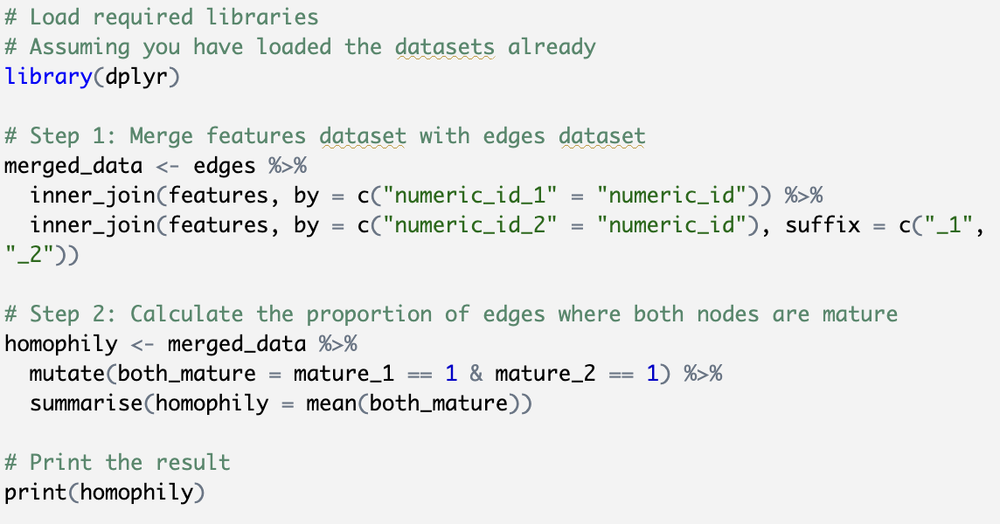 # Load required libraries
# Assuming you have loaded the datasets already
library(dplyr)
# Step 1: Merge features dataset with edges dataset
merged_data <- edges %>%
inner_join(features, by = c("numeric_id_1" = "numeric_id")) %>%
inner_join(features, by = c("numeric_id_2" = "numeric_id"), suffix = c("_1",
"_2"))
# Step 2: Calculate the proportion of edges where both nodes are mature
homophily <- merged_data %>%
mutate(both_mature = mature_1 == 1 & mature_2 == 1) %>%
summarise(homophily = mean(both_mature))
# Print the result
print(homophily)